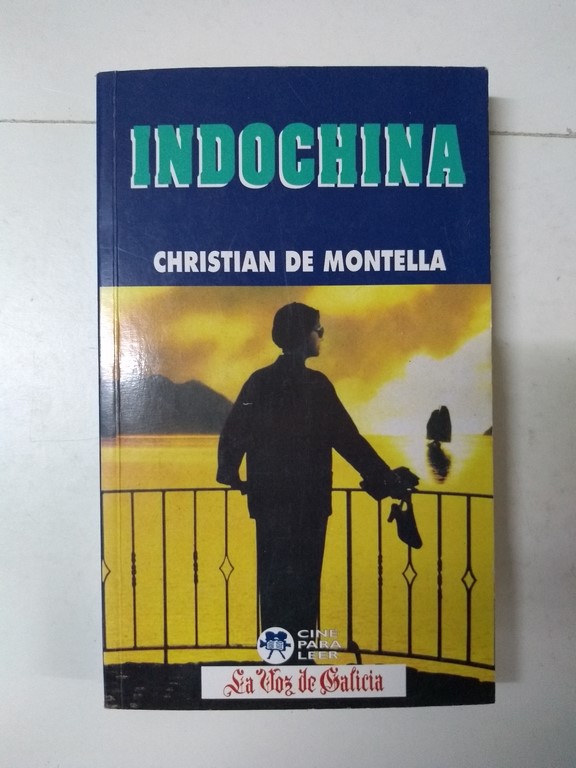 INDOCHINA
CHRISTIAN DE MONTELLA
CINE
PARA
LEER
La Voz de Galicia